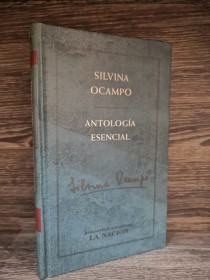 SILVINA
OCAMPO
ANTOLOGÍA
ESENCIAL
Silvina Ocampo
LA NACION